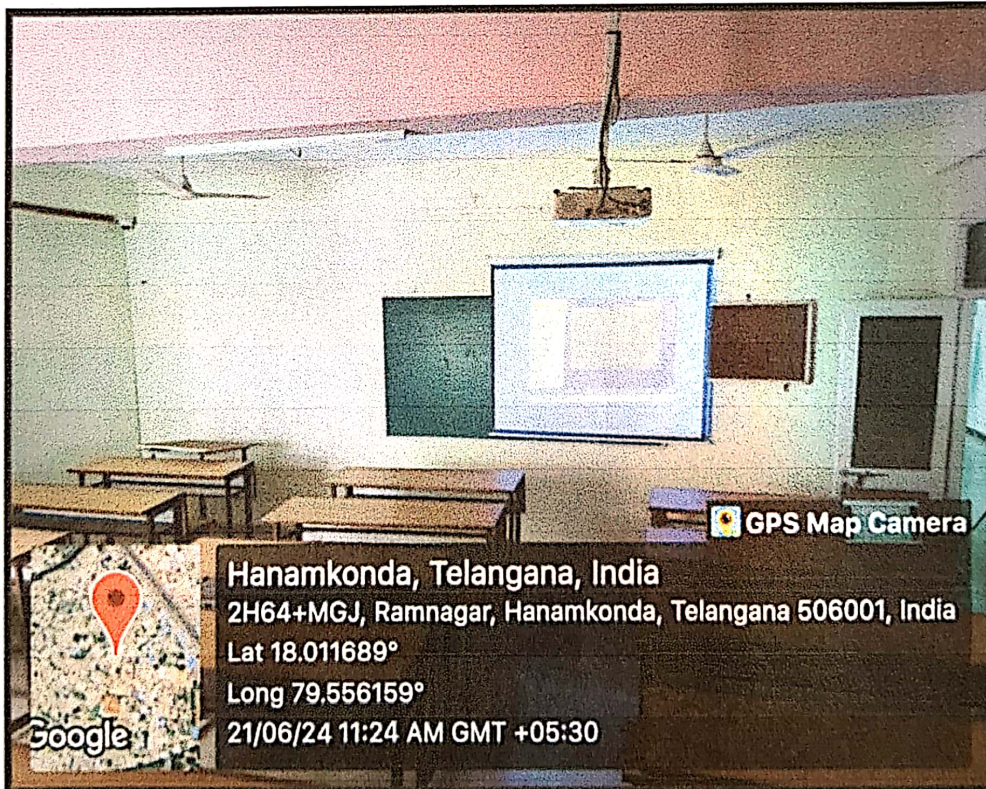 GPS Map Camera
Hanamkonda, Telangana, India
2H64+MGJ, Ramnagar, Hanamkonda, Telangana 506001, India
Lat 18.011689°
Long 79.556159°
21/06/24 11:24 AM GMT +05:30
Google